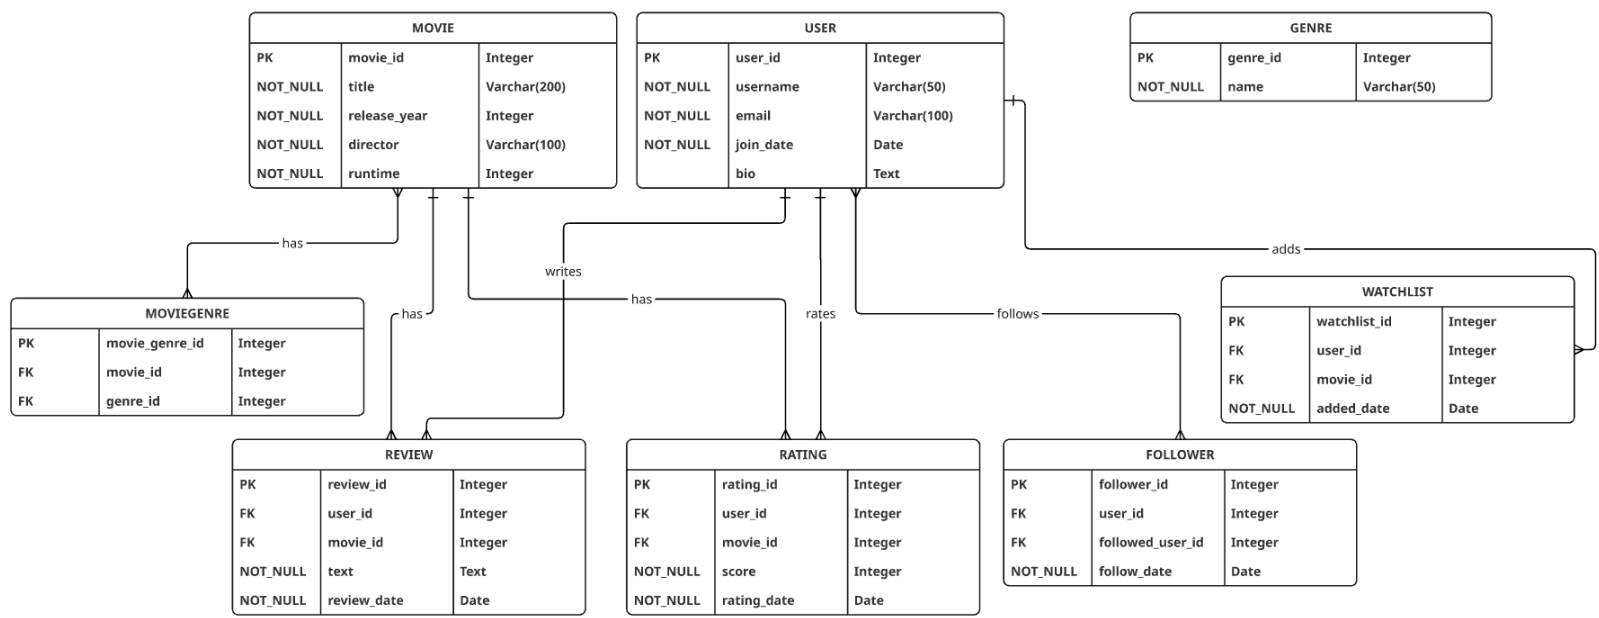 MOVIE
PK movie_id Integer
NOT_NULL title Varchar(200)
NOT_NULL release_year Integer
NOT_NULL director Varchar(100)
NOT_NULL runtime Integer
USER
PK user_id Integer
NOT_NULL username Varchar(50)
NOT_NULL email Varchar(100)
NOT_NULL join_date Date
bio Text
GENRE
PK genre_id Integer
NOT_NULL name Varchar(50)
has
writes
has
has
rates
follows
adds
MOVIEGENRE
PK movie_genre_id Integer
FK movie_id Integer
FK genre_id Integer
WATCHLIST
PK watchlist_id Integer
FK user_id Integer
FK movie_id Integer
NOT_NULL added_date Date
REVIEW
PK review_id Integer
FK user_id Integer
FK movie_id Integer
NOT_NULL text Text
NOT_NULL review_date Date
RATING
PK rating_id Integer
FK user_id Integer
FK movie_id Integer
NOT_NULL score Integer
NOT_NULL rating_date Date
FOLLOWER
PK follower_id Integer
FK user_id Integer
FK followed_user_id Integer
NOT_NULL follow_date Date